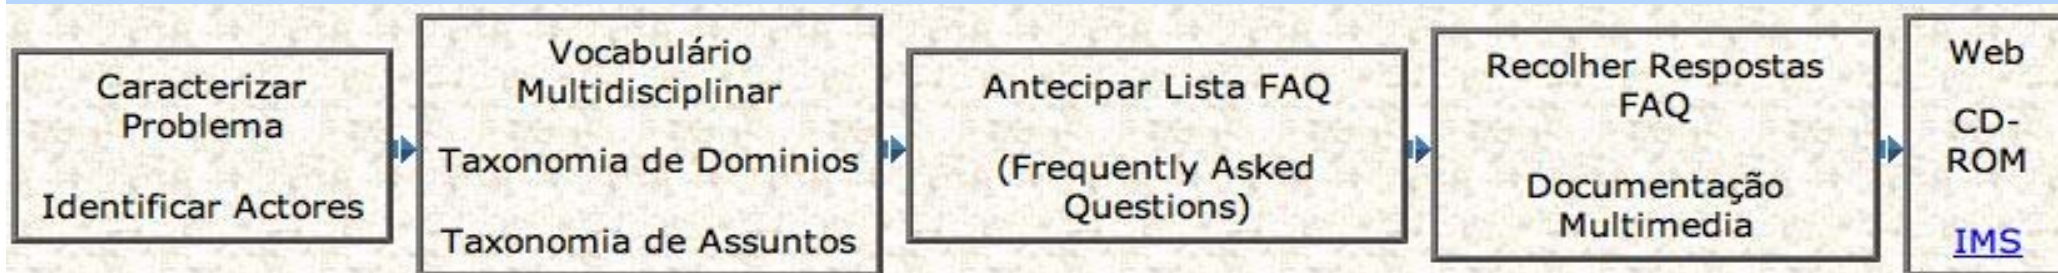 Caracterizar
Problema
Identificar Actores
Vocabulário
Multidisciplinar
Taxonomia de Dominios
Taxonomia de Assuntos
Antecipar Lista FAQ
(Frequently Asked
Questions)
Recolher Respostas
FAQ
Documentação
Multimedia
Web
CD-
ROM
IMS